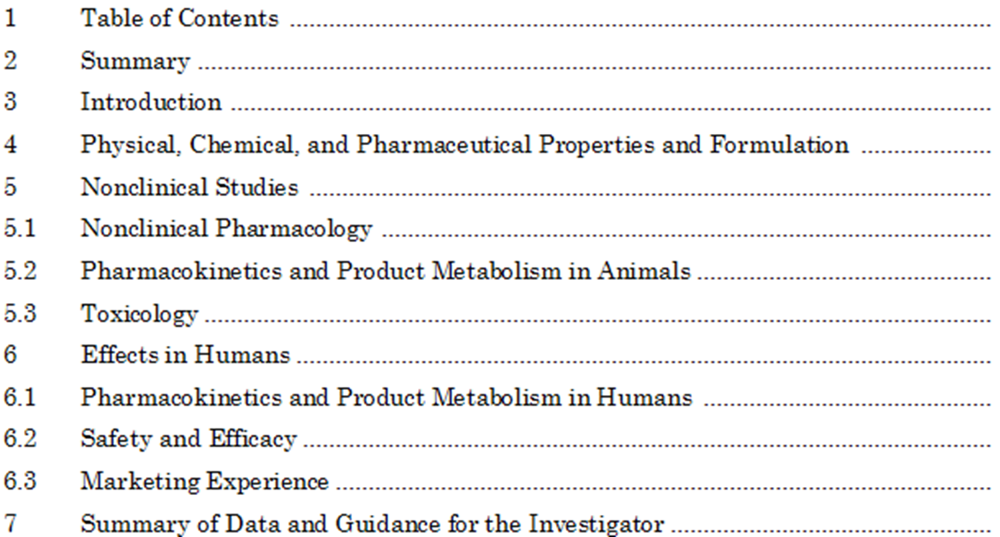 1 Table of Contents ................................................................
2 Summary ................................................................
3 Introduction ................................................................
4 Physical, Chemical, and Pharmaceutical Properties and Formulation ................
5 Nonclinical Studies ................................................................
5.1 Nonclinical Pharmacology ................................................................
5.2 Pharmacokinetics and Product Metabolism in Animals ................................
5.3 Toxicology ................................................................
6 Effects in Humans ................................................................
6.1 Pharmacokinetics and Product Metabolism in Humans ................................
6.2 Safety and Efficacy ................................................................
6.3 Marketing Experience ................................................................
7 Summary of Data and Guidance for the Investigator ................................